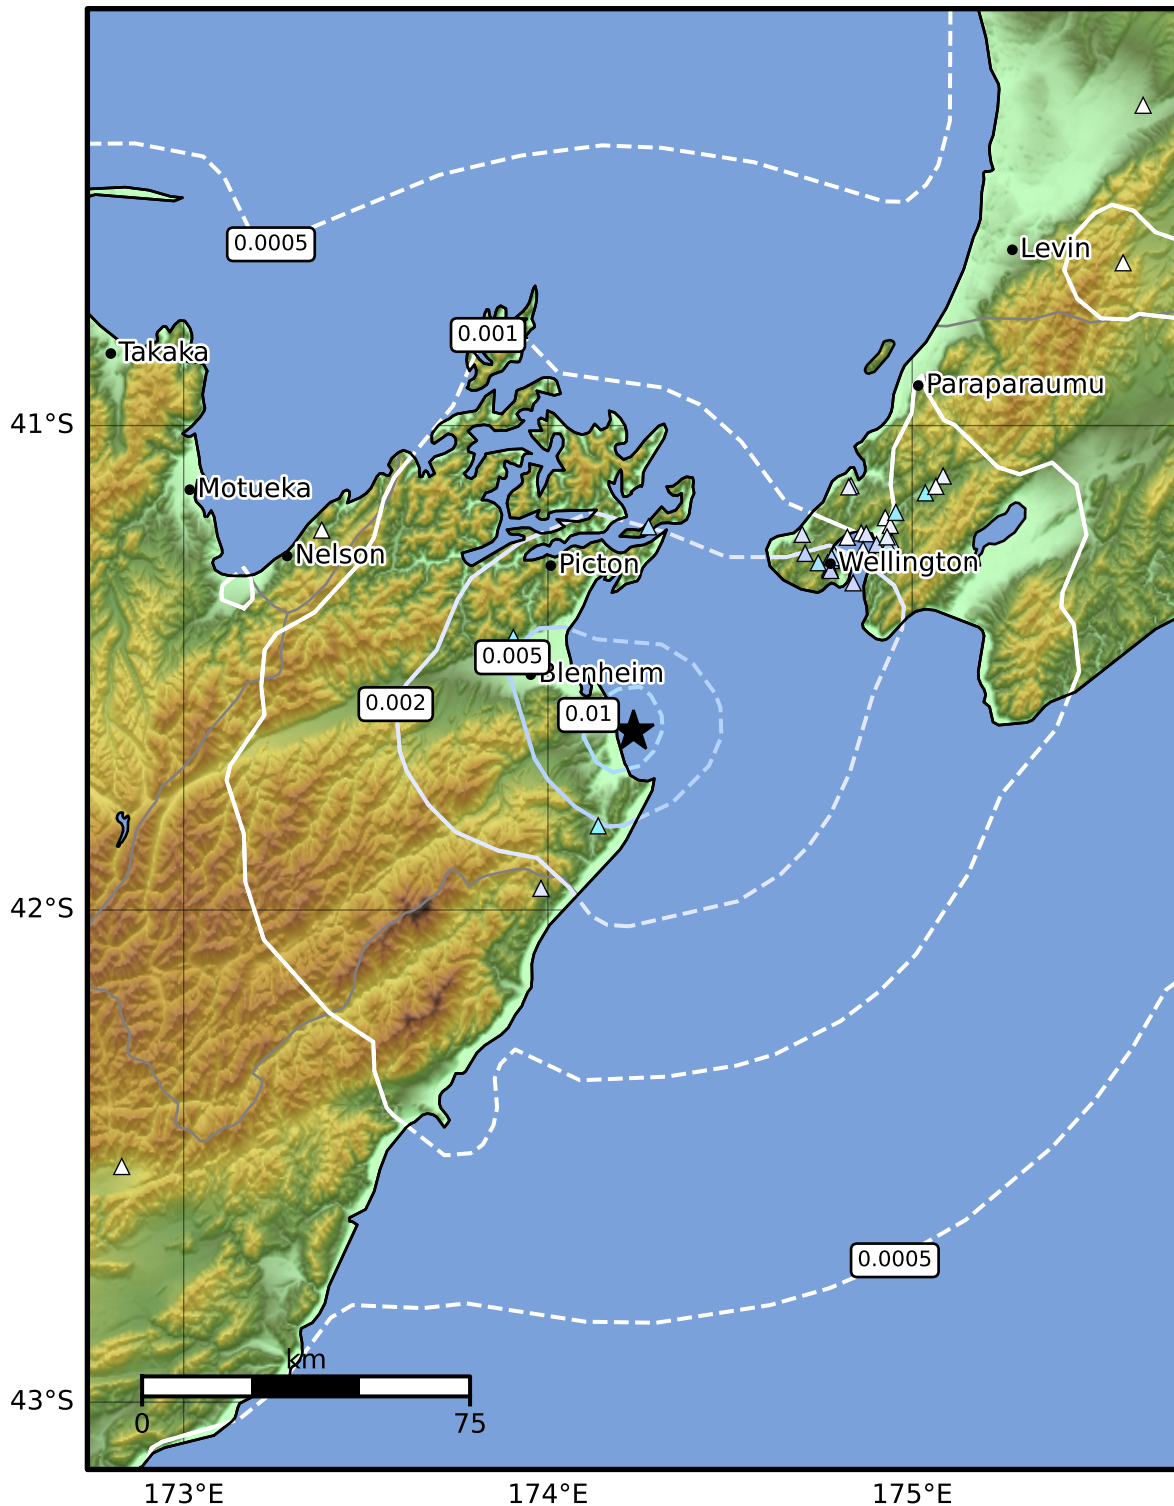 0.0005
Levin
0.001
Takaka
Paraparaumu
41°S
Motueka
Nelson
Picton
Wellington
0.005
Blenheim
0.002
0.01
42°S
0.0005
km
43°S
0
75
173°E
174°E
175°E